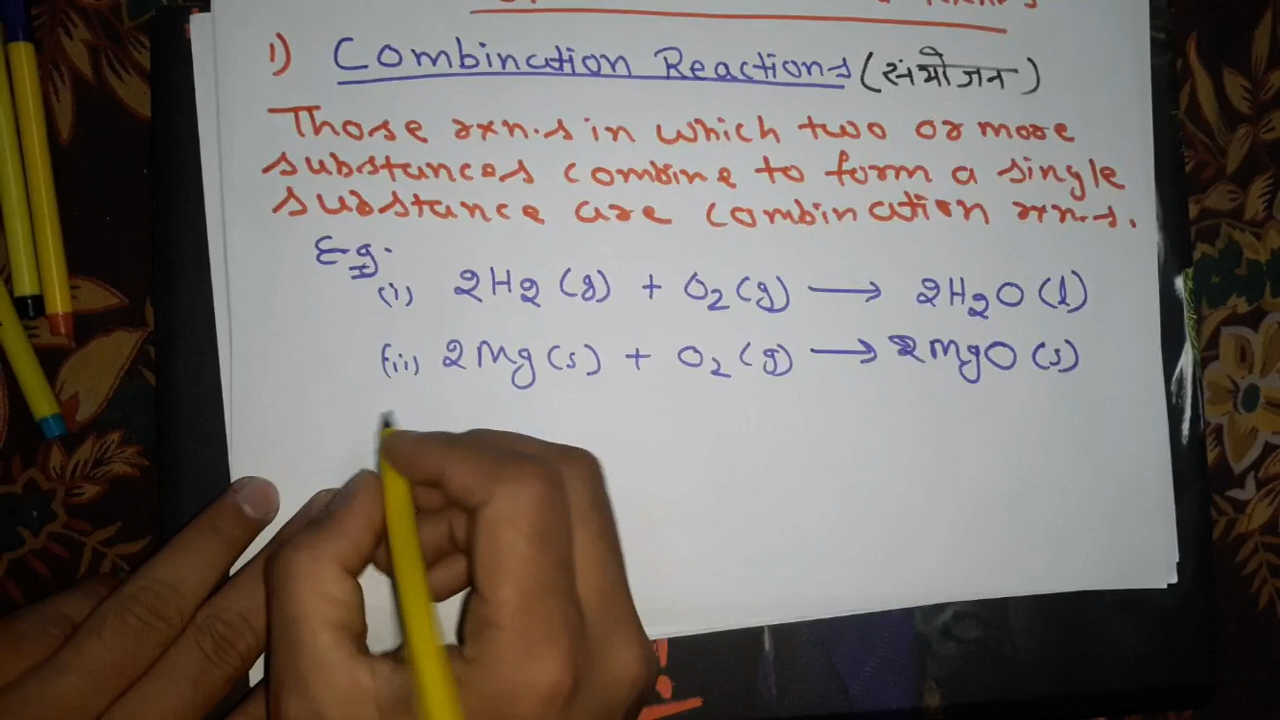 1) Combination Reactions (संयोजन)
Those rxn.s in which two or more
substances combine to form a single
substance are combination rxn.s.
Eg.
(i) 2H2 (g) + O2 (g) ⟶ 2H2O (l)
(ii) 2Mg (s) + O2 (g) ⟶ 2MgO (s)